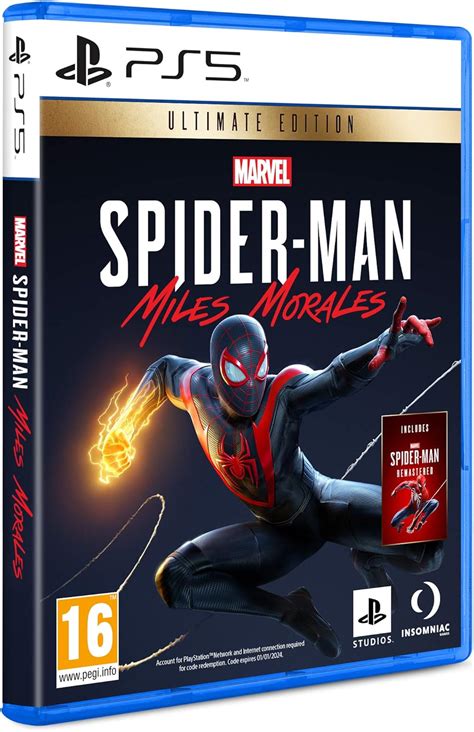 PS5
ULTIMATE EDITION
MARVEL
SPIDER-MAN
Miles Morales
INCLUDES
MARVEL
SPIDER-MAN
REMASTERED
16
www.pegi.info
Account for PlayStation™Network and Internet connection required
for code redemption. Code expires 01/01/2024.
STUDIOS.
INSOMNIAC
GAMES
PS5
MARVEL
SPIDER-MAN
Miles Morales